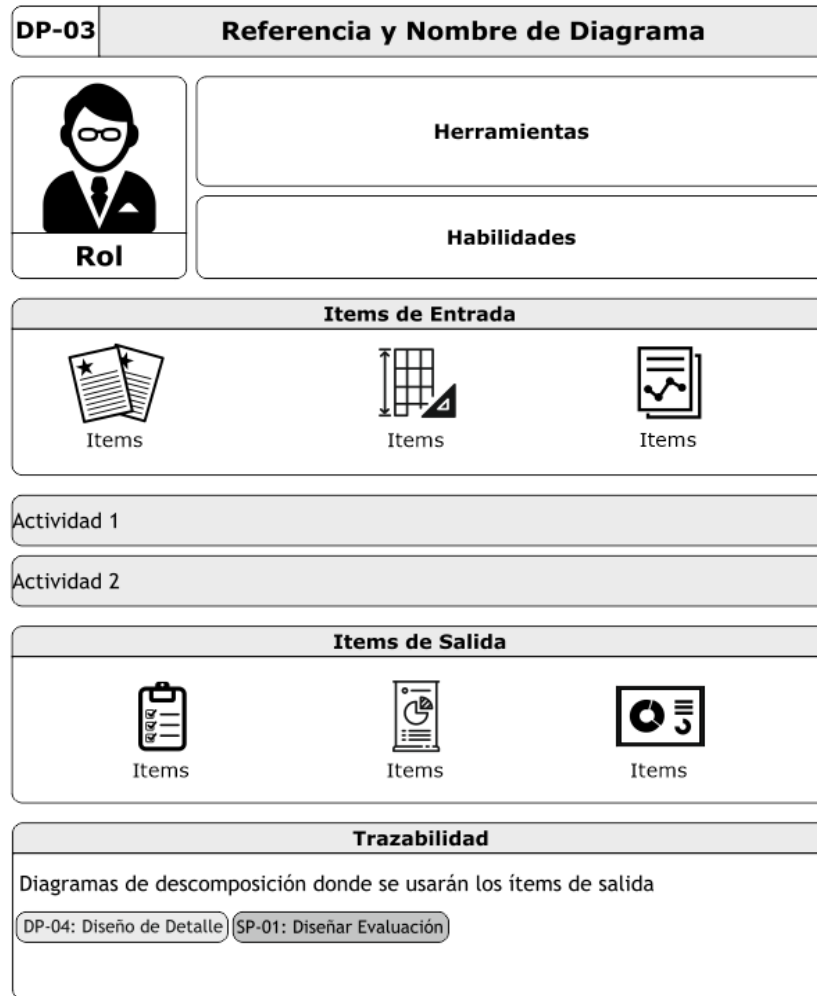 DP-03 Referencia y Nombre de Diagrama
Herramientas
Habilidades
Rol
Items de Entrada
Items Items Items
Actividad 1
Actividad 2
Items de Salida
Items Items Items
Trazabilidad
Diagramas de descomposición donde se usarán los ítems de salida
DP-04: Diseño de Detalle SP-01: Diseñar Evaluación